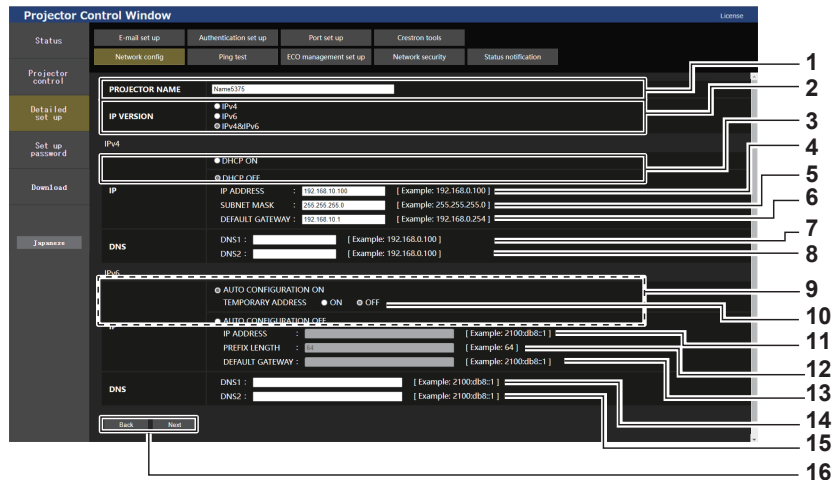 Projector Control Window
License
Status
E-mail set up
Authentication set up
Port set up
Crestron tools
Network config
Ping test
ECO management set up
Network security
Status notification
Projector
control
Detailed
set up
Set up
password
Download
Japanese
PROJECTOR NAME
Name5375
IP VERSION
IPv4
IPv6
IPv4&IPv6
IPv4
DHCP ON
DHCP OFF
IP
IP ADDRESS : 192.168.10.100 [ Example: 192.168.0.100 ]
SUBNET MASK : 255.255.255.0 [ Example: 255.255.255.0 ]
DEFAULT GATEWAY : 192.168.10.1 [ Example: 192.168.0.254 ]
DNS
DNS1 : [ Example: 192.168.0.100 ]
DNS2 : [ Example: 192.168.0.100 ]
IPv6
AUTO CONFIGURATION ON
TEMPORARY ADDRESS ON OFF
AUTO CONFIGURATION OFF
IP
IP ADDRESS : [ Example: 2100:db8::1 ]
PREFIX LENGTH : 64 [ Example: 64 ]
DEFAULT GATEWAY : [ Example: 2100:db8::1 ]
DNS
DNS1 : [ Example: 2100:db8::1 ]
DNS2 : [ Example: 2100:db8::1 ]
Back Next
1
2
3
4
5
6
7
8
9
10
11
12
13
14
15
16